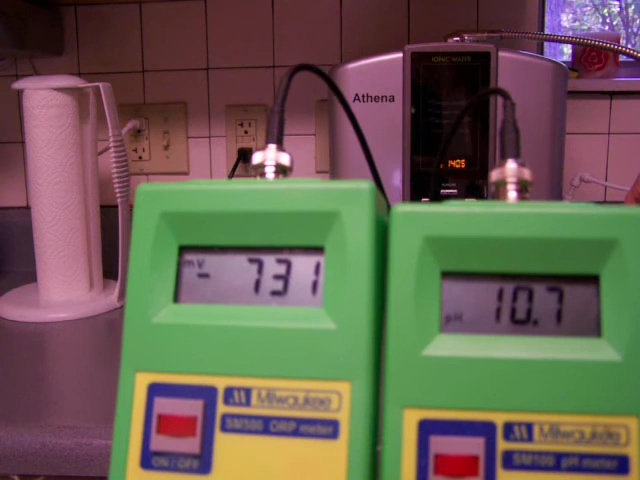 IONIC WATER
Athena
1405
mV
- 731
pH
10.7
Milwaukee
SM500 ORP meter
ON / OFF
Milwaukee
SM100 pH meter